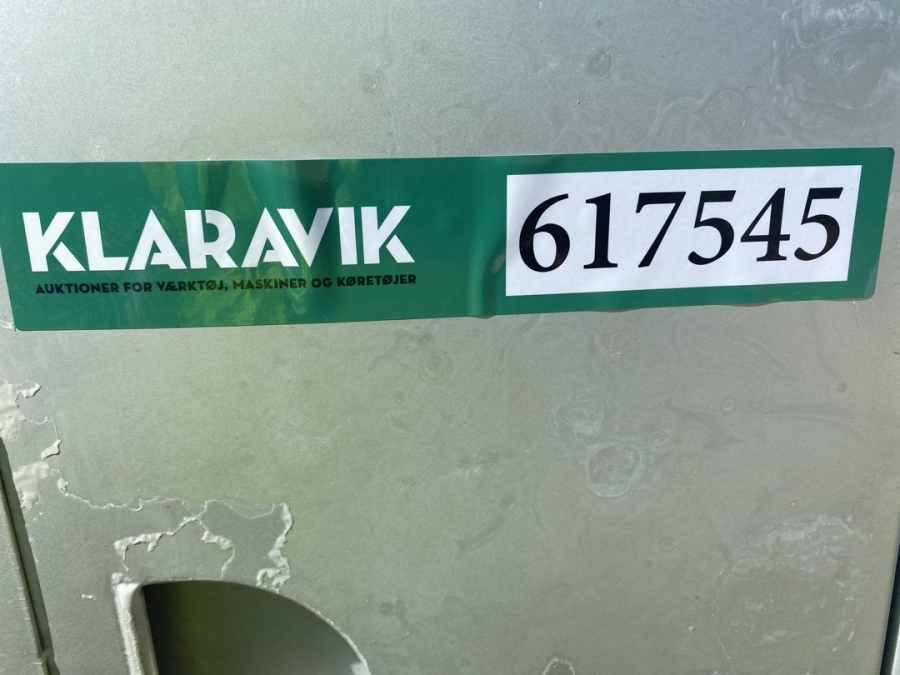 KLARAVIK
AUKTIONER FOR VÆRKTØJ, MASKINER OG KØRETØJER
617545